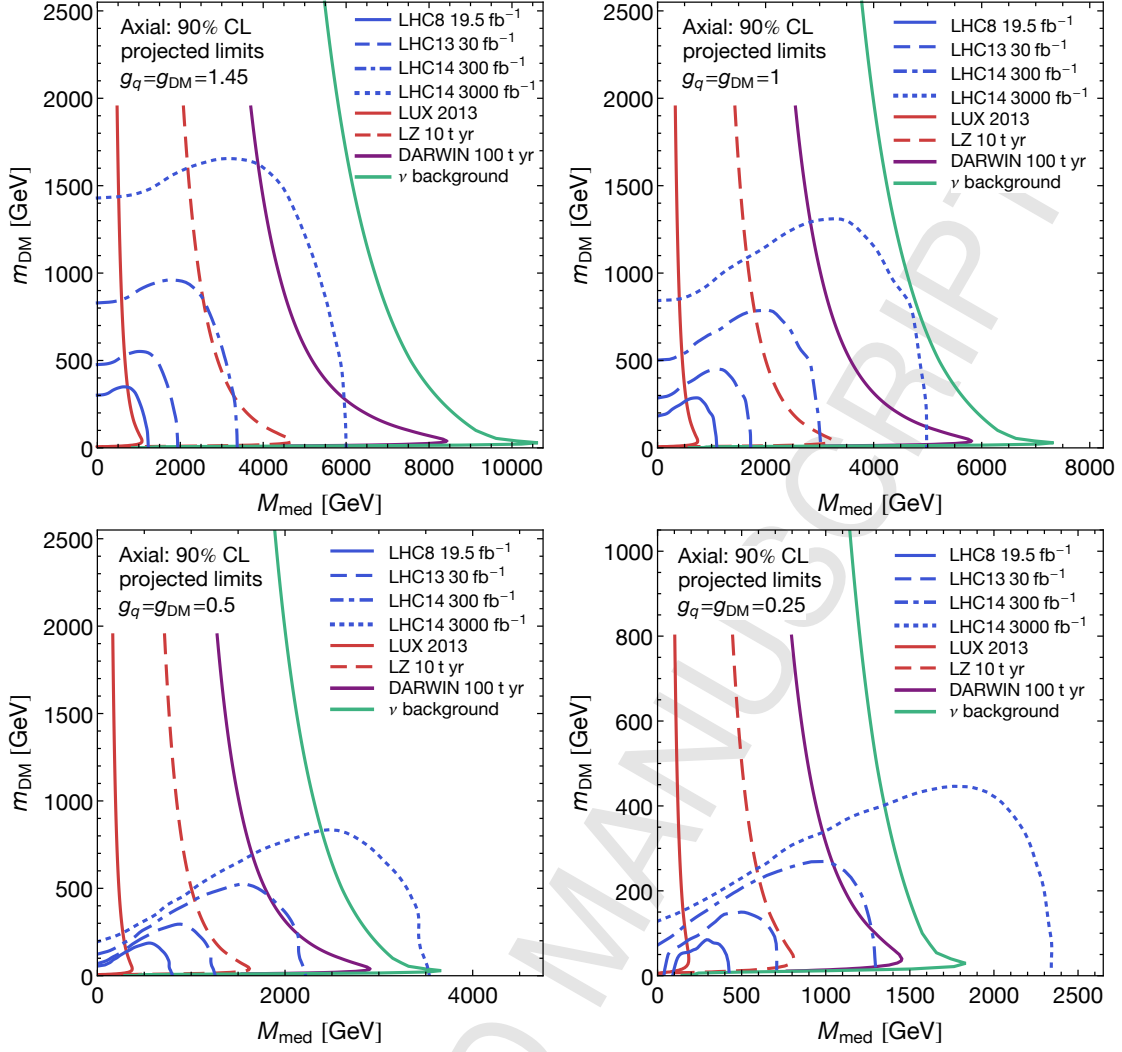 Axial: 90% CL
projected limits
g_q=g_DM=1.45
LHC8 19.5 fb⁻¹
LHC13 30 fb⁻¹
LHC14 300 fb⁻¹
LHC14 3000 fb⁻¹
LUX 2013
LZ 10 t yr
DARWIN 100 t yr
ν background
2500
2000
1500
1000
500
0
m_DM [GeV]
0 2000 4000 6000 8000 10000
M_med [GeV]
Axial: 90% CL
projected limits
g_q=g_DM=1
LHC8 19.5 fb⁻¹
LHC13 30 fb⁻¹
LHC14 300 fb⁻¹
LHC14 3000 fb⁻¹
LUX 2013
LZ 10 t yr
DARWIN 100 t yr
ν background
2500
2000
1500
1000
500
0
m_DM [GeV]
0 2000 4000 6000 8000
M_med [GeV]
Axial: 90% CL
projected limits
g_q=g_DM=0.5
LHC8 19.5 fb⁻¹
LHC13 30 fb⁻¹
LHC14 300 fb⁻¹
LHC14 3000 fb⁻¹
LUX 2013
LZ 10 t yr
DARWIN 100 t yr
ν background
2500
2000
1500
1000
500
0
m_DM [GeV]
0 2000 4000
M_med [GeV]
Axial: 90% CL
projected limits
g_q=g_DM=0.25
LHC8 19.5 fb⁻¹
LHC13 30 fb⁻¹
LHC14 300 fb⁻¹
LHC14 3000 fb⁻¹
LUX 2013
LZ 10 t yr
DARWIN 100 t yr
ν background
1000
800
600
400
200
0
m_DM [GeV]
0 500 1000 1500 2000 2500
M_med [GeV]
D MANUSCRIPT